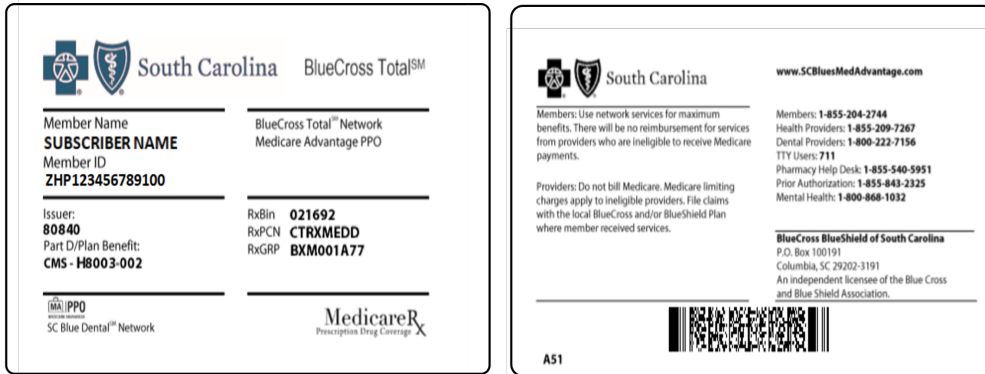 South Carolina
BlueCross TotalSM
Member Name
SUBSCRIBER NAME
Member ID
ZHP123456789100
BlueCross TotalSM Network
Medicare Advantage PPO
Issuer:
80840
Part D/Plan Benefit:
CMS - H8003-002
RxBin 021692
RxPCN CTRXMEDD
RxGRP BXM001A77
MA PPO
MEDICARE ADVANTAGE
SC Blue DentalSM Network
MedicareRx
Prescription Drug Coverage
South Carolina
www.SCBluesMedAdvantage.com
Members: Use network services for maximum
benefits. There will be no reimbursement for services
from providers who are ineligible to receive Medicare
payments.
Providers: Do not bill Medicare. Medicare limiting
charges apply to ineligible providers. File claims
with the local BlueCross and/or BlueShield Plan
where member received services.
Members: 1-855-204-2744
Health Providers: 1-855-209-7267
Dental Providers: 1-800-222-7156
TTY Users: 711
Pharmacy Help Desk: 1-855-540-5951
Prior Authorization: 1-855-843-2325
Mental Health: 1-800-868-1032
BlueCross BlueShield of South Carolina
P.O. Box 100191
Columbia, SC 29202-3191
An independent licensee of the Blue Cross
and Blue Shield Association.
A51